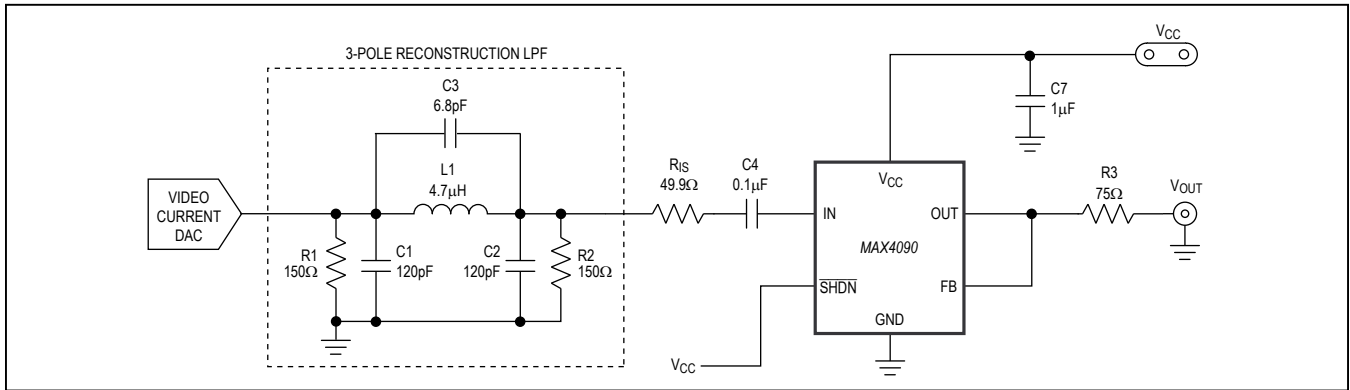 3-POLE RECONSTRUCTION LPF
C3
6.8pF
L1
4.7µH
VIDEO
CURRENT
DAC
R1
150Ω
C1
120pF
C2
120pF
R2
150Ω
RIS
49.9Ω
C4
0.1µF
VCC
C7
1µF
VCC
IN
OUT
MAX4090
SHDN
FB
GND
VCC
R3
75Ω
VOUT